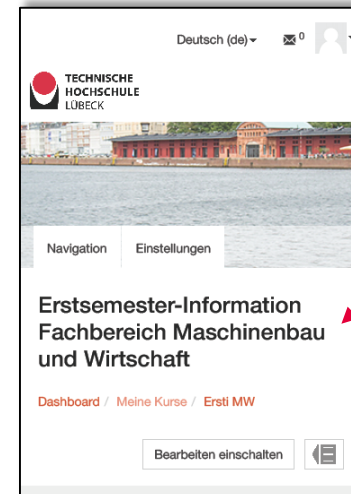 Deutsch (de)
0
TECHNISCHE
HOCHSCHULE
LÜBECK
Navigation
Einstellungen
Erstsemester-Information
Fachbereich Maschinenbau
und Wirtschaft
Dashboard / Meine Kurse / Ersti MW
Bearbeiten einschalten